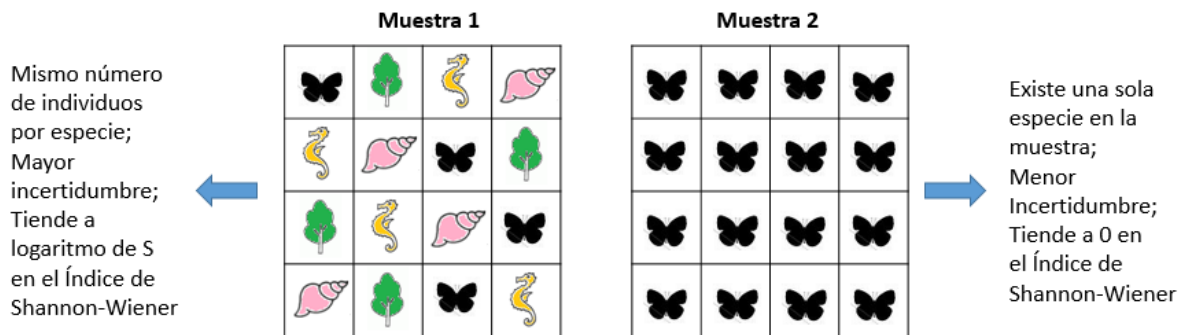 Muestra 1
Muestra 2
Mismo número
de individuos
por especie;
Mayor
incertidumbre;
Tiende a
logaritmo de S
en el Índice de
Shannon-Wiener
Existe una sola
especie en la
muestra;
Menor
Incertidumbre;
Tiende a 0 en
el Índice de
Shannon-Wiener